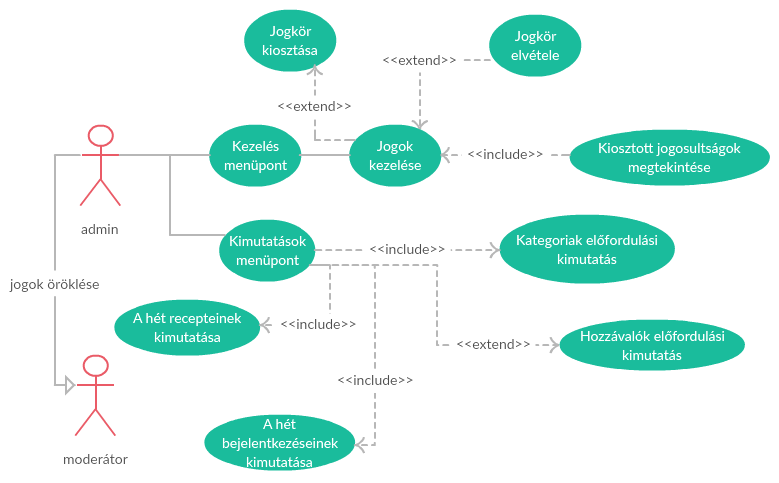 Jogkör
kiosztása
Jogkör
elvétele
<<extend>>
<<extend>>
Kezelés
menüpont
Jogok
kezelése
<<include>>
Kiosztott jogosultságok
megtekintése
admin
Kimutatások
menüpont
<<include>>
Kategoriak előfordulási
kimutatás
jogok öröklése
A hét recepteinek
kimutatása
<<include>>
<<extend>>
Hozzávalók előfordulási
kimutatás
<<include>>
A hét
bejelentkezéseinek
kimutatása
moderátor